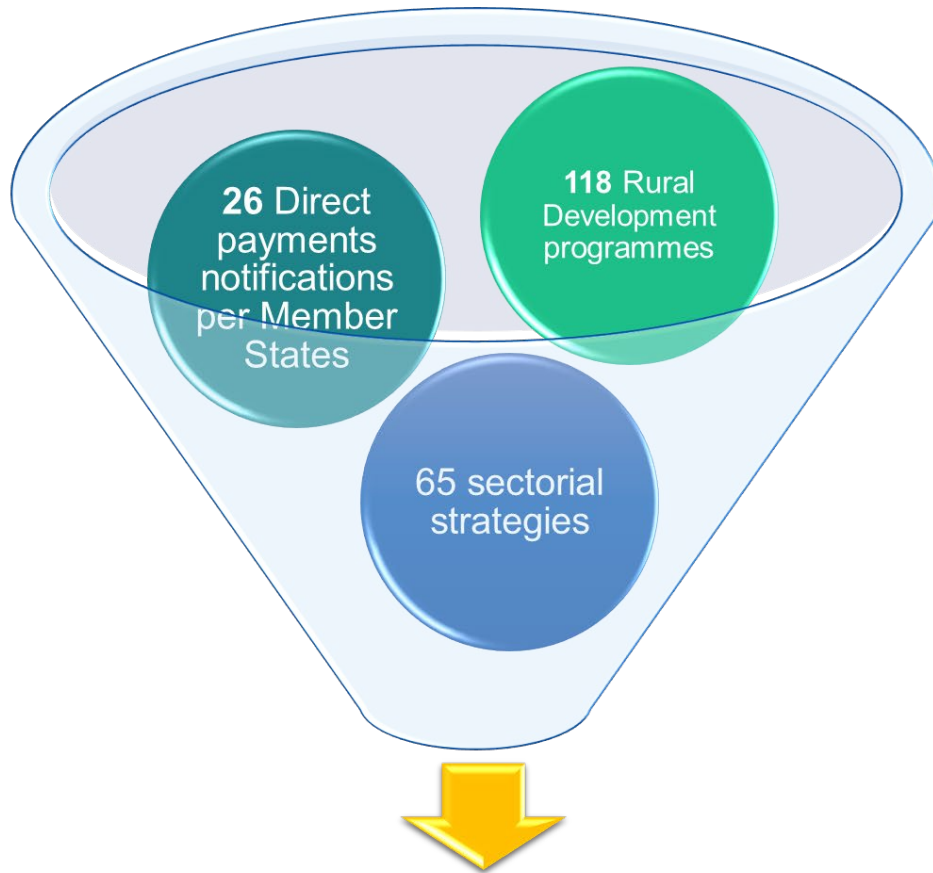 26 Direct
payments
notifications
per Member
States
118 Rural
Development
programmes
65 sectorial
strategies